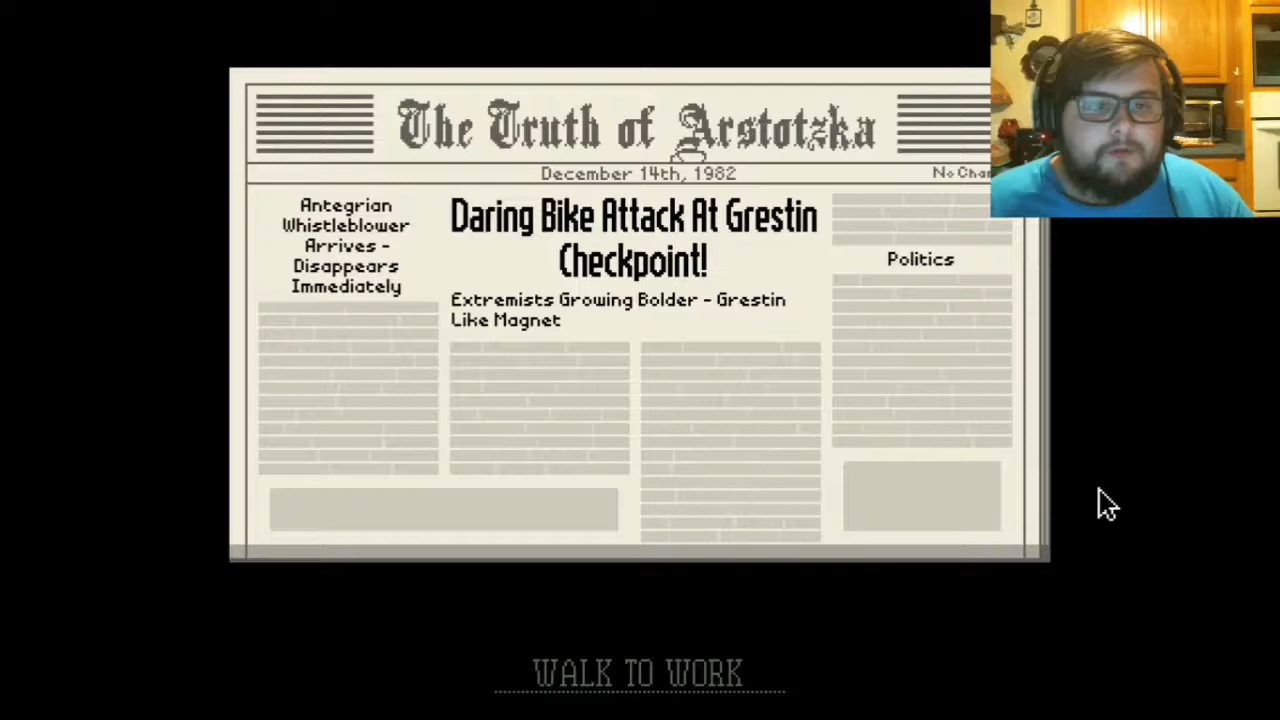 The Truth of Arstotzka
December 14th, 1982
No
Antegrian
Whistleblower
Arrives -
Disappears
Immediately
Daring Bike Attack At Grestin
Checkpoint!
Extremists Growing Bolder - Grestin
Like Magnet
Politics
WALK TO WORK